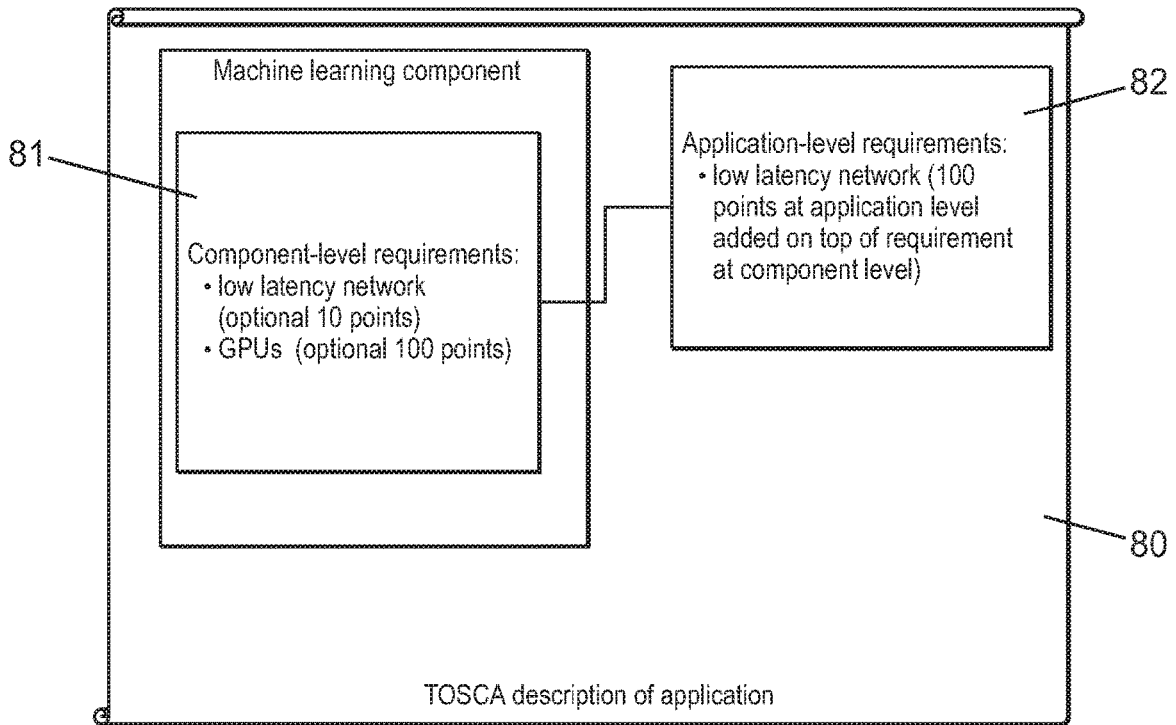 Machine learning component
82
81
Application-level requirements:
• low latency network (100
points at application level
added on top of requirement
at component level)
Component-level requirements:
• low latency network
(optional 10 points)
• GPUs (optional 100 points)
80
TOSCA description of application